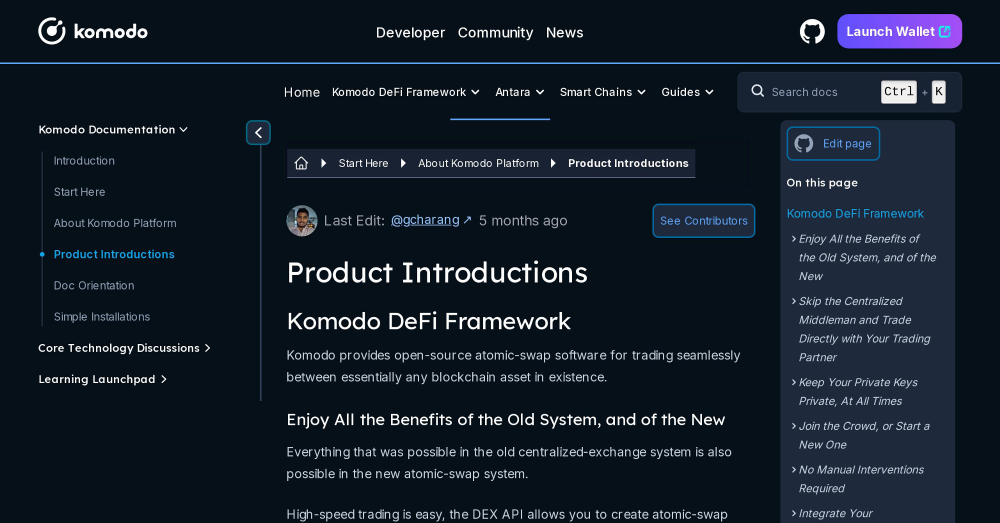 komodo
Developer Community News
Launch Wallet
Home Komodo DeFi Framework Antara Smart Chains Guides
Search docs Ctrl + K
Komodo Documentation
Introduction
Start Here
About Komodo Platform
Product Introductions
Doc Orientation
Simple Installations
Core Technology Discussions
Learning Launchpad
Start Here About Komodo Platform Product Introductions
Last Edit: @gcharang ↗ 5 months ago
See Contributors
Product Introductions
Komodo DeFi Framework
Komodo provides open-source atomic-swap software for trading seamlessly
between essentially any blockchain asset in existence.
Enjoy All the Benefits of the Old System, and of the New
Everything that was possible in the old centralized-exchange system is also
possible in the new atomic-swap system.
High-speed trading is easy, the DEX API allows you to create atomic-swap
Edit page
On this page
Komodo DeFi Framework
Enjoy All the Benefits of
the Old System, and of the
New
Skip the Centralized
Middleman and Trade
Directly with Your Trading
Partner
Keep Your Private Keys
Private, At All Times
Join the Crowd, or Start a
New One
No Manual Interventions
Required
Integrate Your